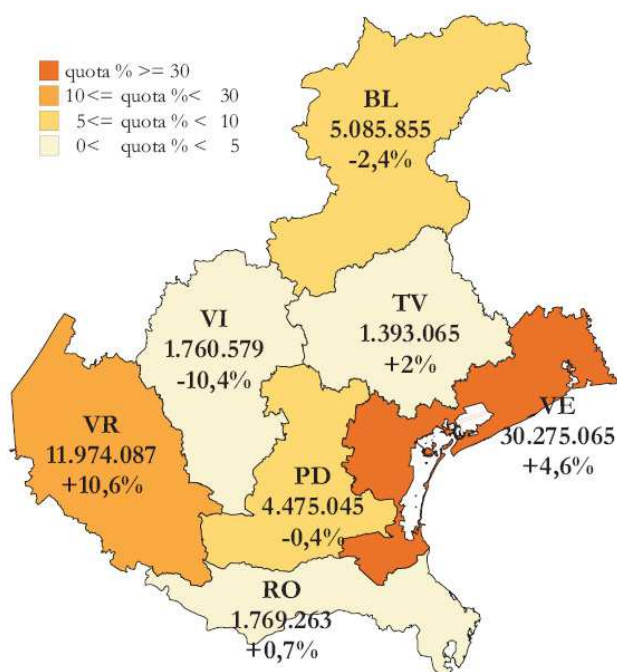 quota % >= 30
10<= quota %< 30
5<= quota % < 10
0< quota % < 5
BL
5.085.855
-2,4%
TV
1.393.065
+2%
VI
1.760.579
-10,4%
VE
30.275.065
+4,6%
VR
11.974.087
+10,6%
PD
4.475.045
-0,4%
RO
1.769.263
+0,7%